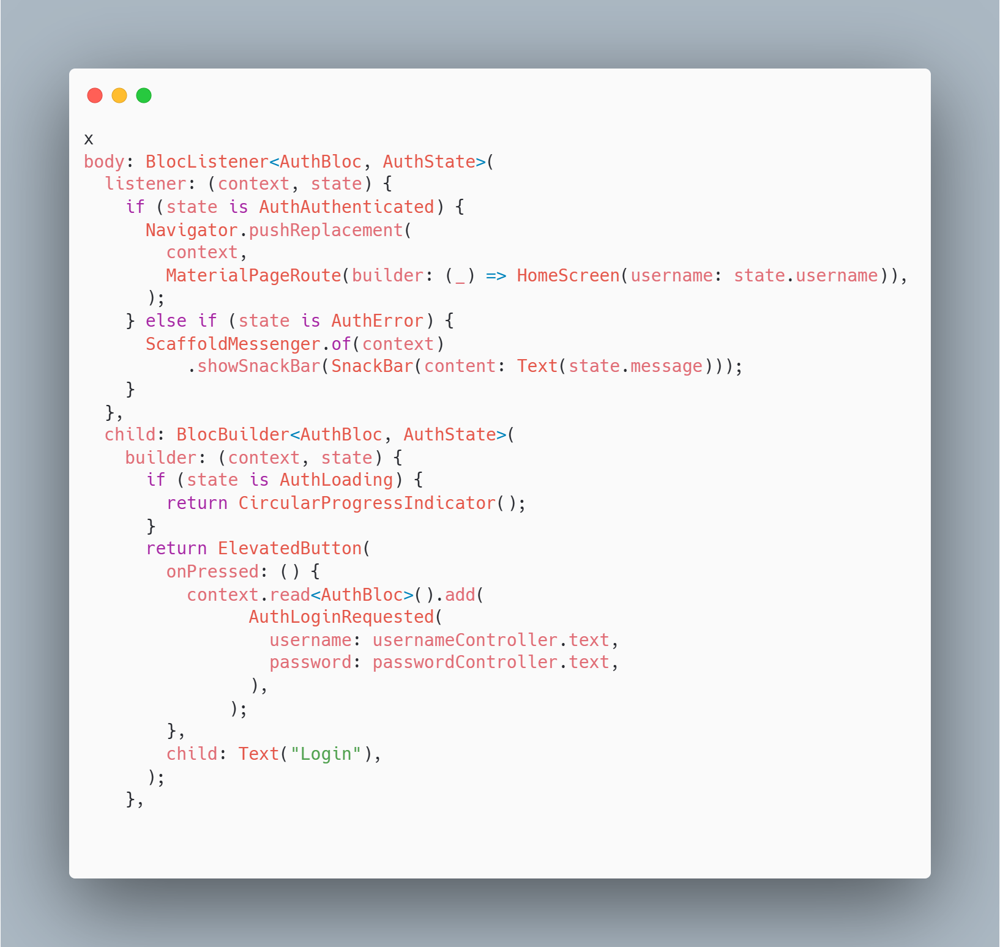 x
body: BlocListener<AuthBloc, AuthState>(
  listener: (context, state) {
    if (state is AuthAuthenticated) {
      Navigator.pushReplacement(
        context,
        MaterialPageRoute(builder: (_) => HomeScreen(username: state.username)),
      );
    } else if (state is AuthError) {
      ScaffoldMessenger.of(context)
          .showSnackBar(SnackBar(content: Text(state.message)));
    }
  },
  child: BlocBuilder<AuthBloc, AuthState>(
    builder: (context, state) {
      if (state is AuthLoading) {
        return CircularProgressIndicator();
      }
      return ElevatedButton(
        onPressed: () {
          context.read<AuthBloc>().add(
                AuthLoginRequested(
                  username: usernameController.text,
                  password: passwordController.text,
                ),
              );
        },
        child: Text("Login"),
      );
    },